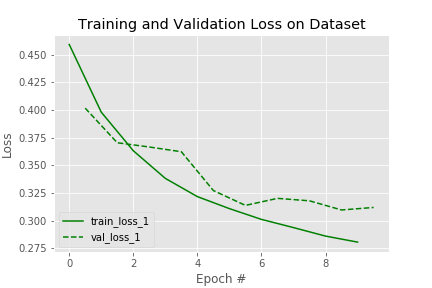 Training and Validation Loss on Dataset
0.450
0.425
0.400
0.375
0.350
0.325
0.300
0.275
Loss
train_loss_1
val_loss_1
0 2 4 6 8
Epoch #